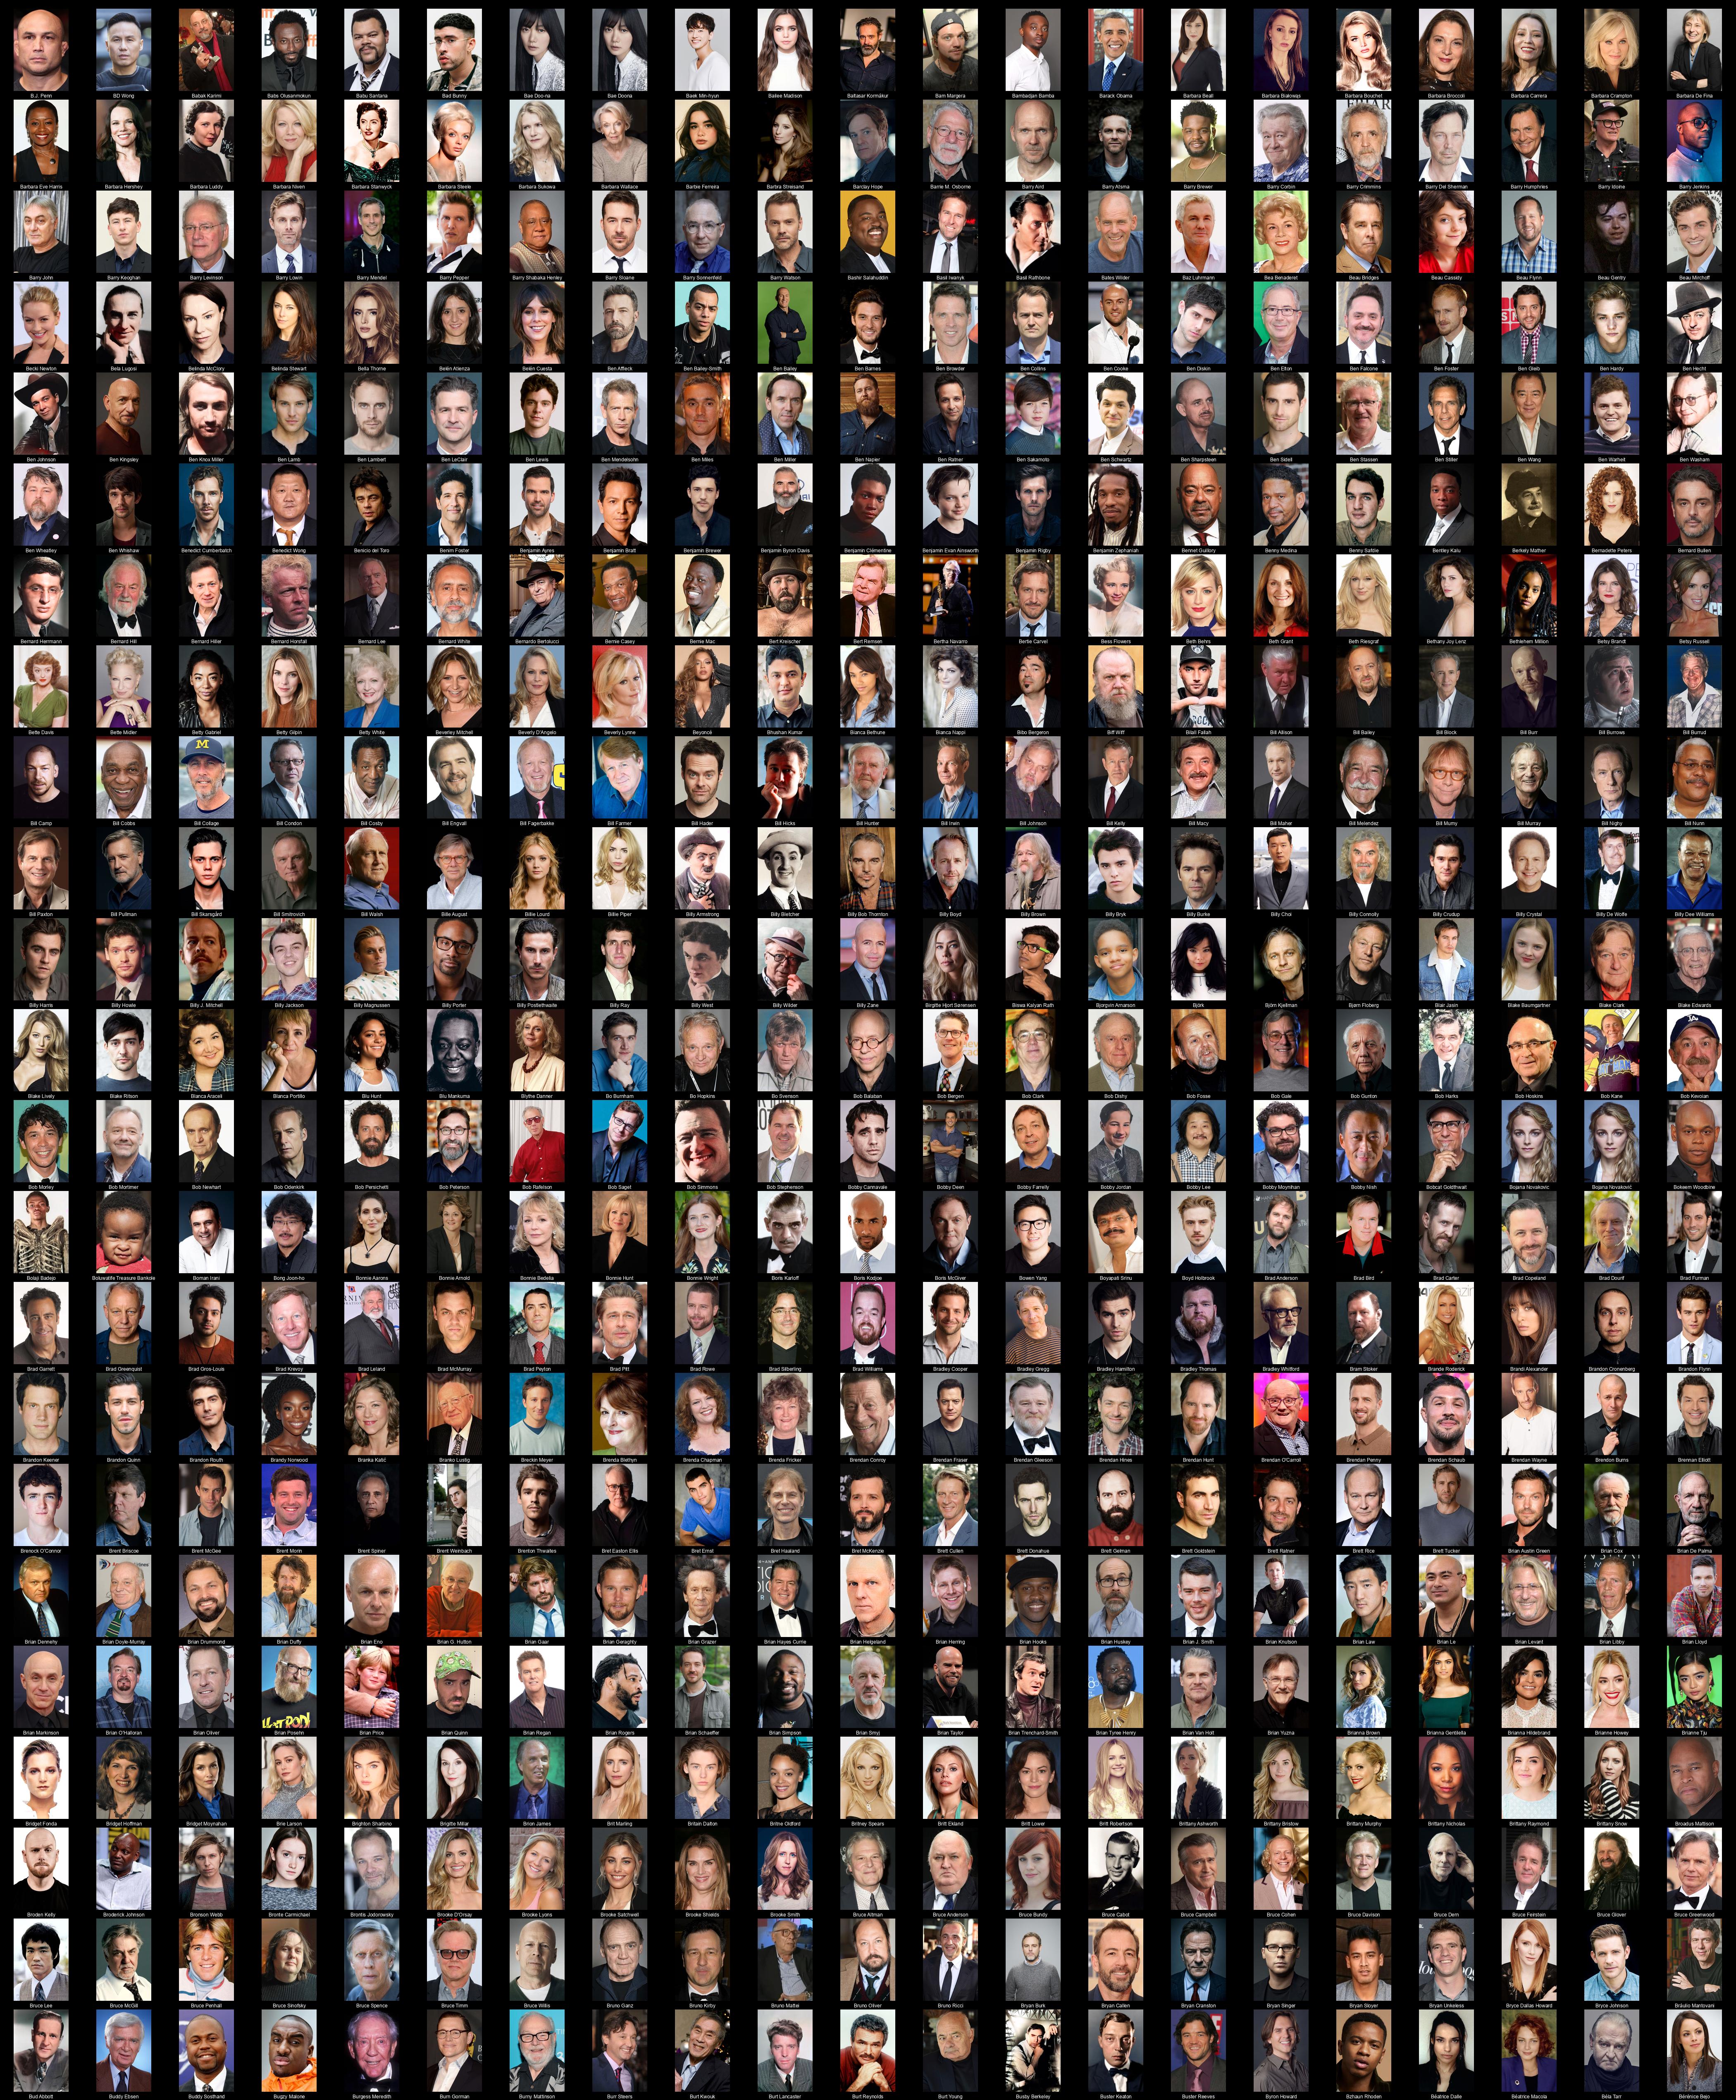 B.J. Penn BD Wong Babak Karimi Babs Olusanmokun Babu Santana Bad Bunny Bae Doo-na Bae Doona Baek Min-hyun Bailee Madison Baltasar Kormákur Bam Margera Bambadjan Bamba Barack Obama Barbara Beall Barbara Bialowąs Barbara Bouchet Barbara Broccoli Barbara Carrera Barbara Crampton Barbara De Fina
Barbara Eve Harris Barbara Hershey Barbara Luddy Barbara Niven Barbara Stanwyck Barbara Steele Barbara Sukowa Barbara Wallace Barbie Ferreira Barbra Streisand Barclay Hope Barrie M. Osborne Barry Aird Barry Atsma Barry Brewer Barry Corbin Barry Crimmins Barry Del Sherman Barry Humphries Barry Idoine Barry Jenkins
Barry John Barry Keoghan Barry Levinson Barry Lowin Barry Mendel Barry Pepper Barry Shabaka Henley Barry Sloane Barry Sonnenfeld Barry Watson Bashir Salahuddin Basil Iwanyk Basil Rathbone Bates Wilder Baz Luhrmann Bea Benaderet Beau Bridges Beau Cassidy Beau Flynn Beau Gentry Beau Mirchoff
Becki Newton Bela Lugosi Belinda McClory Belinda Stewart Bella Thorne Belén Atienza Belén Cuesta Ben Affleck Ben Bailey-Smith Ben Bailey Ben Barnes Ben Browder Ben Collins Ben Cooke Ben Diskin Ben Elton Ben Falcone Ben Foster Ben Gleib Ben Hardy Ben Hecht
Ben Johnson Ben Kingsley Ben Knox Miller Ben Lamb Ben Lambert Ben LeClair Ben Lewis Ben Mendelsohn Ben Miles Ben Miller Ben Napier Ben Ratner Ben Sakamoto Ben Schwartz Ben Sharpsteen Ben Sidell Ben Stassen Ben Stiller Ben Wang Ben Warheit Ben Washam
Ben Wheatley Ben Whishaw Benedict Cumberbatch Benedict Wong Benicio del Toro Benim Foster Benjamin Ayres Benjamin Bratt Benjamin Brewer Benjamin Byron Davis Benjamin Clémentine Benjamin Evan Ainsworth Benjamin Rigby Benjamin Zephaniah Bennet Guillory Benny Medina Benny Safdie Bentley Kalu Berkely Mather Bernadette Peters Bernard Bullen
Bernard Herrmann Bernard Hill Bernard Hiller Bernard Horsfall Bernard Lee Bernard White Bernardo Bertolucci Bernie Casey Bernie Mac Bert Kreischer Bert Remsen Bertha Navarro Bertie Carvel Bess Flowers Beth Behrs Beth Grant Beth Riesgraf Bethany Joy Lenz Bethlehem Million Betsy Brandt Betsy Russell
Bette Davis Bette Midler Betty Gabriel Betty Gilpin Betty White Beverley Mitchell Beverly D'Angelo Beverly Lynne Beyoncé Bhushan Kumar Bianca Bethune Bianca Nappi Bibo Bergeron Biff Wiff Bilall Fallah Bill Allison Bill Bailey Bill Block Bill Burr Bill Burrows Bill Burrud
Bill Camp Bill Cobbs Bill Collage Bill Condon Bill Cosby Bill Engvall Bill Fagerbakke Bill Farmer Bill Hader Bill Hicks Bill Hunter Bill Irwin Bill Johnson Bill Kelly Bill Macy Bill Maher Bill Melendez Bill Mumy Bill Murray Bill Nighy Bill Nunn
Bill Paxton Bill Pullman Bill Skarsgård Bill Smitrovich Bill Walsh Bille August Billie Lourd Billie Piper Billy Armstrong Billy Bletcher Billy Bob Thornton Billy Boyd Billy Brown Billy Bryk Billy Burke Billy Choi Billy Connolly Billy Crudup Billy Crystal Billy De Wolfe Billy Dee Williams
Billy Harris Billy Howle Billy J. Mitchell Billy Jackson Billy Magnussen Billy Porter Billy Postlethwaite Billy Ray Billy West Billy Wilder Billy Zane Birgitte Hjort Sørensen Biswa Kalyan Rath Bjorgvin Arnarson Björk Björn Kjellman Bjørn Floberg Blair Jasin Blake Baumgartner Blake Clark Blake Edwards
Blake Lively Blake Ritson Blanca Araceli Blanca Portillo Blu Hunt Blu Mankuma Blythe Danner Bo Burnham Bo Hopkins Bo Svenson Bob Balaban Bob Bergen Bob Clark Bob Dishy Bob Fosse Bob Gale Bob Gunton Bob Harks Bob Hoskins Bob Kane Bob Kevoian
Bob Morley Bob Mortimer Bob Newhart Bob Odenkirk Bob Persichetti Bob Peterson Bob Rafelson Bob Saget Bob Simmons Bob Stephenson Bobby Cannavale Bobby Deen Bobby Farrelly Bobby Jordan Bobby Lee Bobby Moynihan Bobby Nish Bobcat Goldthwait Bojana Novakovic Bojana Novaković Bokeem Woodbine
Bolaji Badejo Boluwatife Treasure Bankole Boman Irani Bong Joon-ho Bonnie Aarons Bonnie Arnold Bonnie Bedelia Bonnie Hunt Bonnie Wright Boris Karloff Boris Kodjoe Boris McGiver Bowen Yang Boyapati Srinu Boyd Holbrook Brad Anderson Brad Bird Brad Carter Brad Copeland Brad Dourif Brad Furman
Brad Garrett Brad Greenquist Brad Gros-Louis Brad Krevoy Brad Leland Brad McMurray Brad Peyton Brad Pitt Brad Rowe Brad Silberling Brad Williams Bradley Cooper Bradley Gregg Bradley Hamilton Bradley Thomas Bradley Whitford Bram Stoker Brande Roderick Brandi Alexander Brandon Cronenberg Brandon Flynn
Brandon Keener Brandon Quinn Brandon Routh Brandy Norwood Branka Katić Branko Lustig Breckin Meyer Brenda Blethyn Brenda Chapman Brenda Fricker Brendan Conroy Brendan Fraser Brendan Gleeson Brendan Hines Brendan Hunt Brendan O'Carroll Brendan Penny Brendan Schaub Brendan Wayne Brendon Burns Brennan Elliott
Brenock O'Connor Brent Briscoe Brent McGee Brent Morin Brent Spiner Brent Weinbach Brenton Thwaites Bret Easton Ellis Bret Ernst Bret Haaland Bret McKenzie Brett Cullen Brett Donahue Brett Gelman Brett Goldstein Brett Ratner Brett Rice Brett Tucker Brian Austin Green Brian Cox Brian De Palma
Brian Dennehy Brian Doyle-Murray Brian Drummond Brian Duffy Brian Eno Brian G. Hutton Brian Gaar Brian Geraghty Brian Grazer Brian Hayes Currie Brian Helgeland Brian Herring Brian Hooks Brian Huskey Brian J. Smith Brian Knutson Brian Law Brian Le Brian Levant Brian Libby Brian Lloyd
Brian Markinson Brian O'Halloran Brian Oliver Brian Posehn Brian Price Brian Quinn Brian Regan Brian Rogers Brian Schaeffer Brian Simpson Brian Smyj Brian Taylor Brian Trenchard-Smith Brian Tyree Henry Brian Van Holt Brian Yuzna Brianna Brown Brianna Gentilella Brianna Hildebrand Brianne Howey Brianne Tju
Bridget Fonda Bridget Hoffman Bridget Moynahan Brie Larson Brighton Sharbino Brigitte Millar Brion James Brit Marling Britain Dalton Britne Oldford Britney Spears Britt Ekland Britt Lower Britt Robertson Brittany Ashworth Brittany Bristow Brittany Murphy Brittany Nicholas Brittany Raymond Brittany Snow Broadus Mattison
Broden Kelly Broderick Johnson Bronson Webb Bronte Carmichael Brontis Jodorowsky Brooke D'Orsay Brooke Lyons Brooke Satchwell Brooke Shields Brooke Smith Bruce Altman Bruce Anderson Bruce Bundy Bruce Cabot Bruce Campbell Bruce Cohen Bruce Davison Bruce Dern Bruce Feirstein Bruce Glover Bruce Greenwood
Bruce Lee Bruce McGill Bruce Penhall Bruce Sinofsky Bruce Spence Bruce Timm Bruce Willis Bruno Ganz Bruno Kirby Bruno Mattei Bruno Oliver Bruno Ricci Bryan Burk Bryan Callen Bryan Cranston Bryan Singer Bryan Sloyer Bryan Unkeless Bryce Dallas Howard Bryce Johnson Bráulio Mantovani
Bud Abbott Buddy Ebsen Buddy Sosthand Bugzy Malone Burgess Meredith Burn Gorman Burny Mattinson Burr Steers Burt Kwouk Burt Lancaster Burt Reynolds Burt Young Busby Berkeley Buster Keaton Buster Reeves Byron Howard Bzhaun Rhoden Béatrice Dalle Béatrice Macola Béla Tarr Bérénice Bejo